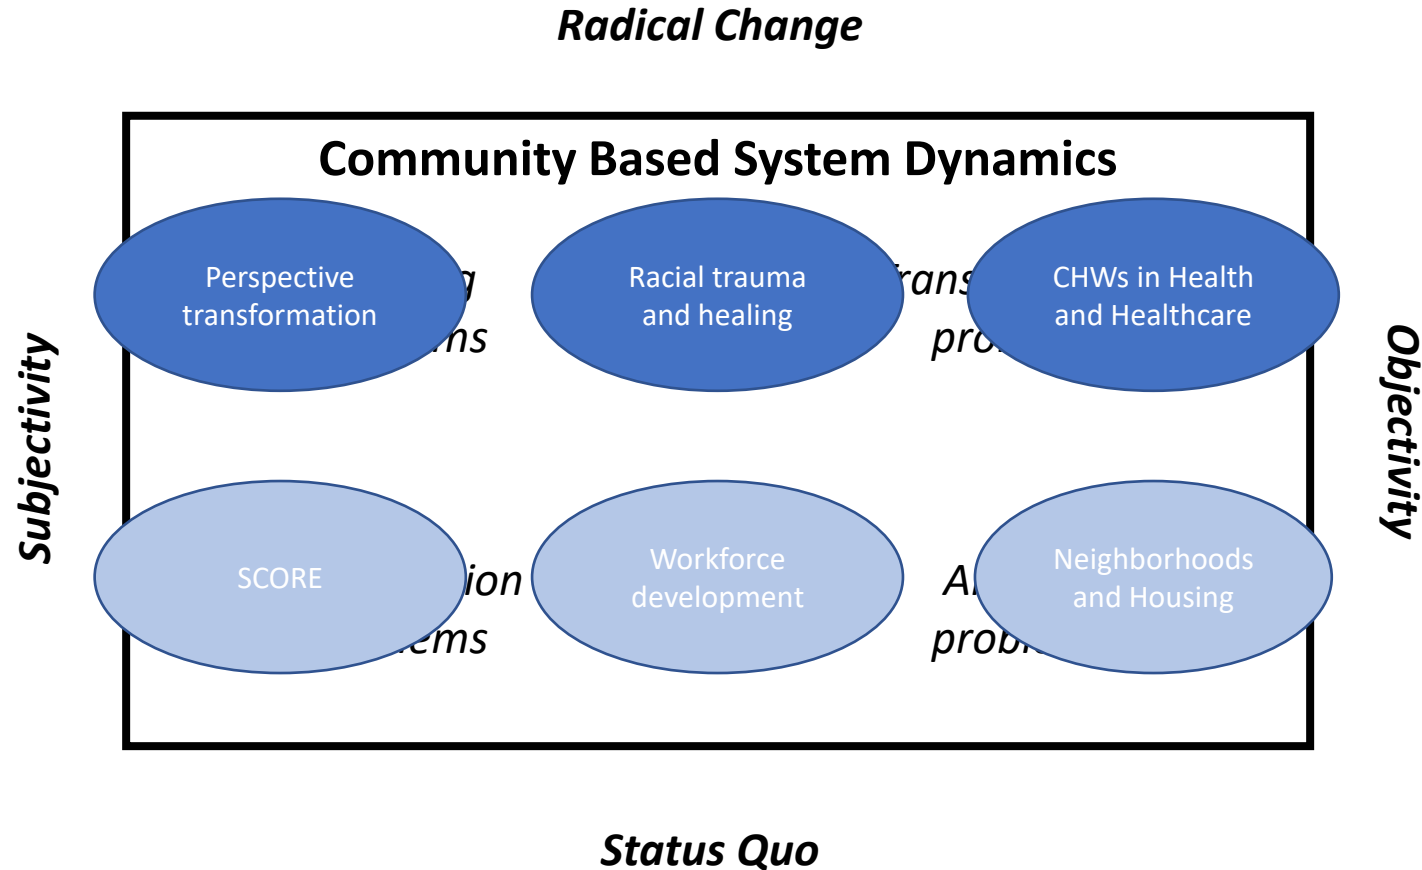 Radical Change
Community Based System Dynamics
Perspective
transformation
Racial trauma
and healing
CHWs in Health
and Healthcare
Subjectivity
Objectivity
SCORE
Workforce
development
Neighborhoods
and Housing
Status Quo